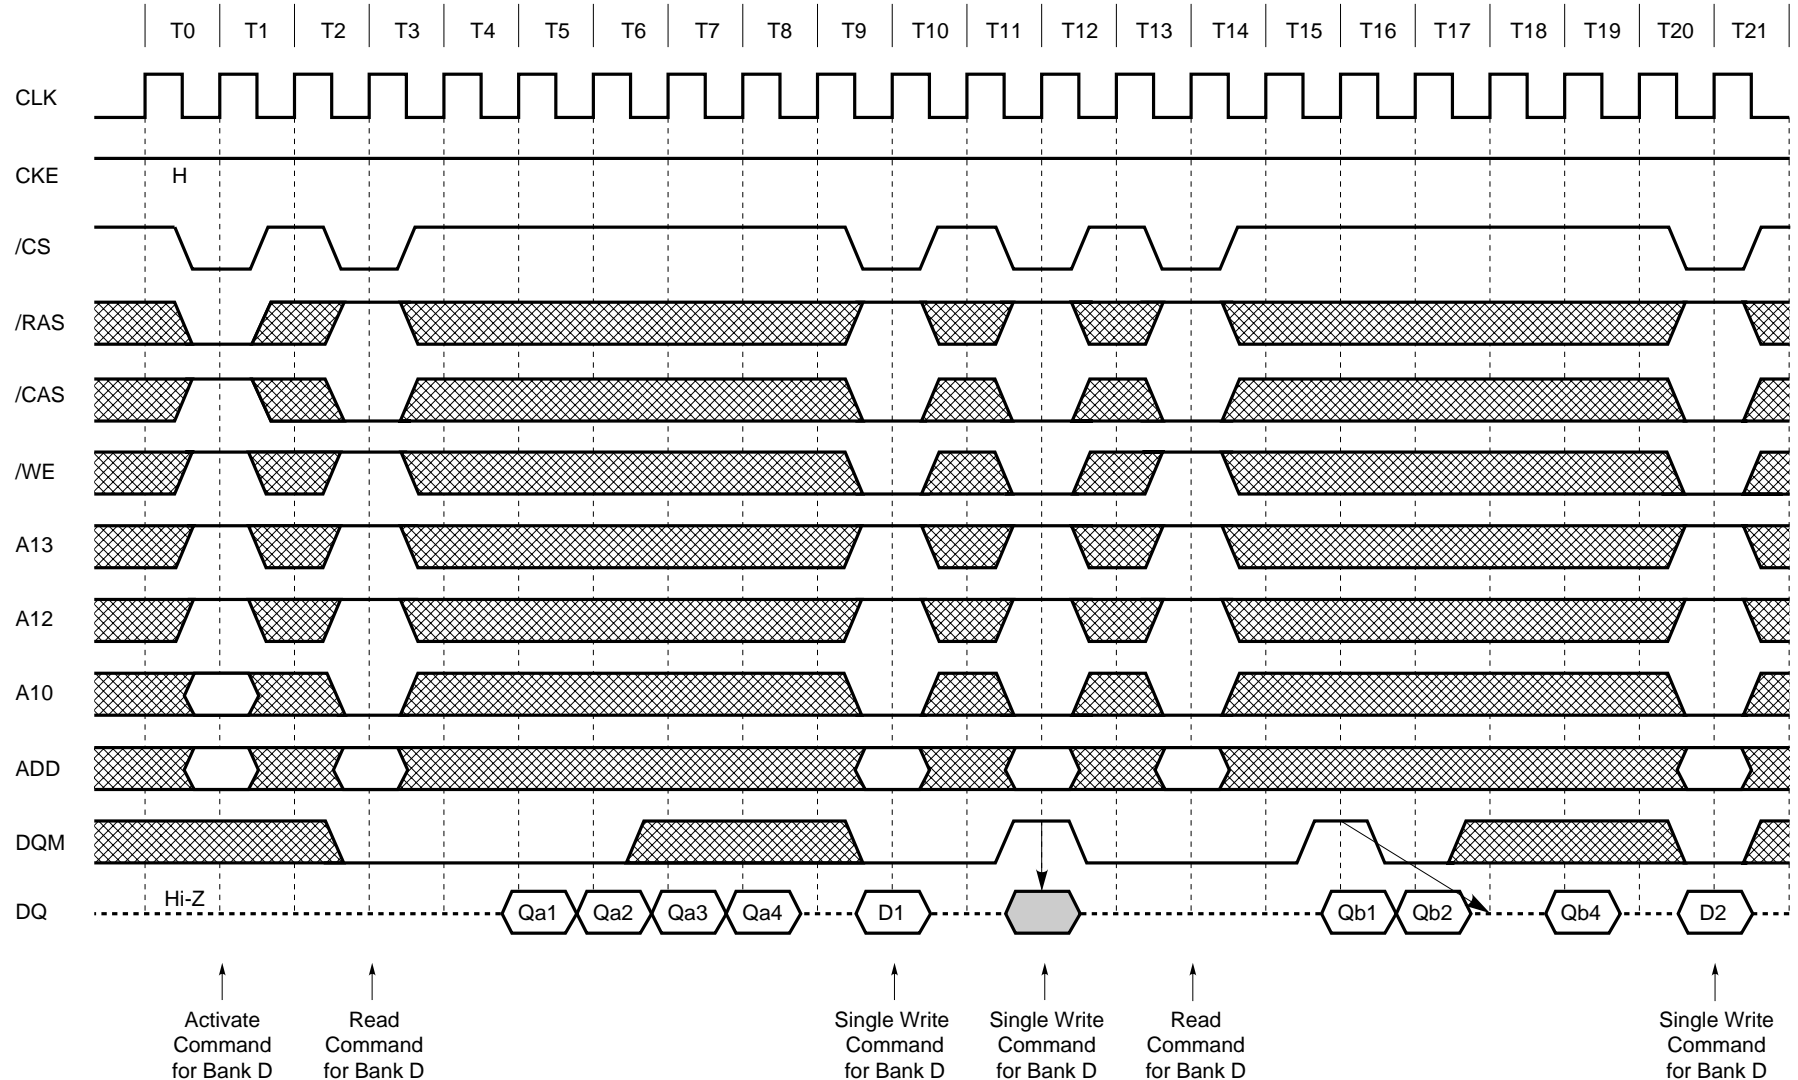 T0 T1 T2 T3 T4 T5 T6 T7 T8 T9 T10 T11 T12 T13 T14 T15 T16 T17 T18 T19 T20 T21
CLK
CKE H
/CS
/RAS
/CAS
/WE
A13
A12
A10
ADD
DQM
DQ Hi-Z Qa1 Qa2 Qa3 Qa4 D1 Qb1 Qb2 Qb4 D2
Activate
Command
for Bank D
Read
Command
for Bank D
Single Write
Command
for Bank D
Single Write
Command
for Bank D
Read
Command
for Bank D
Single Write
Command
for Bank D